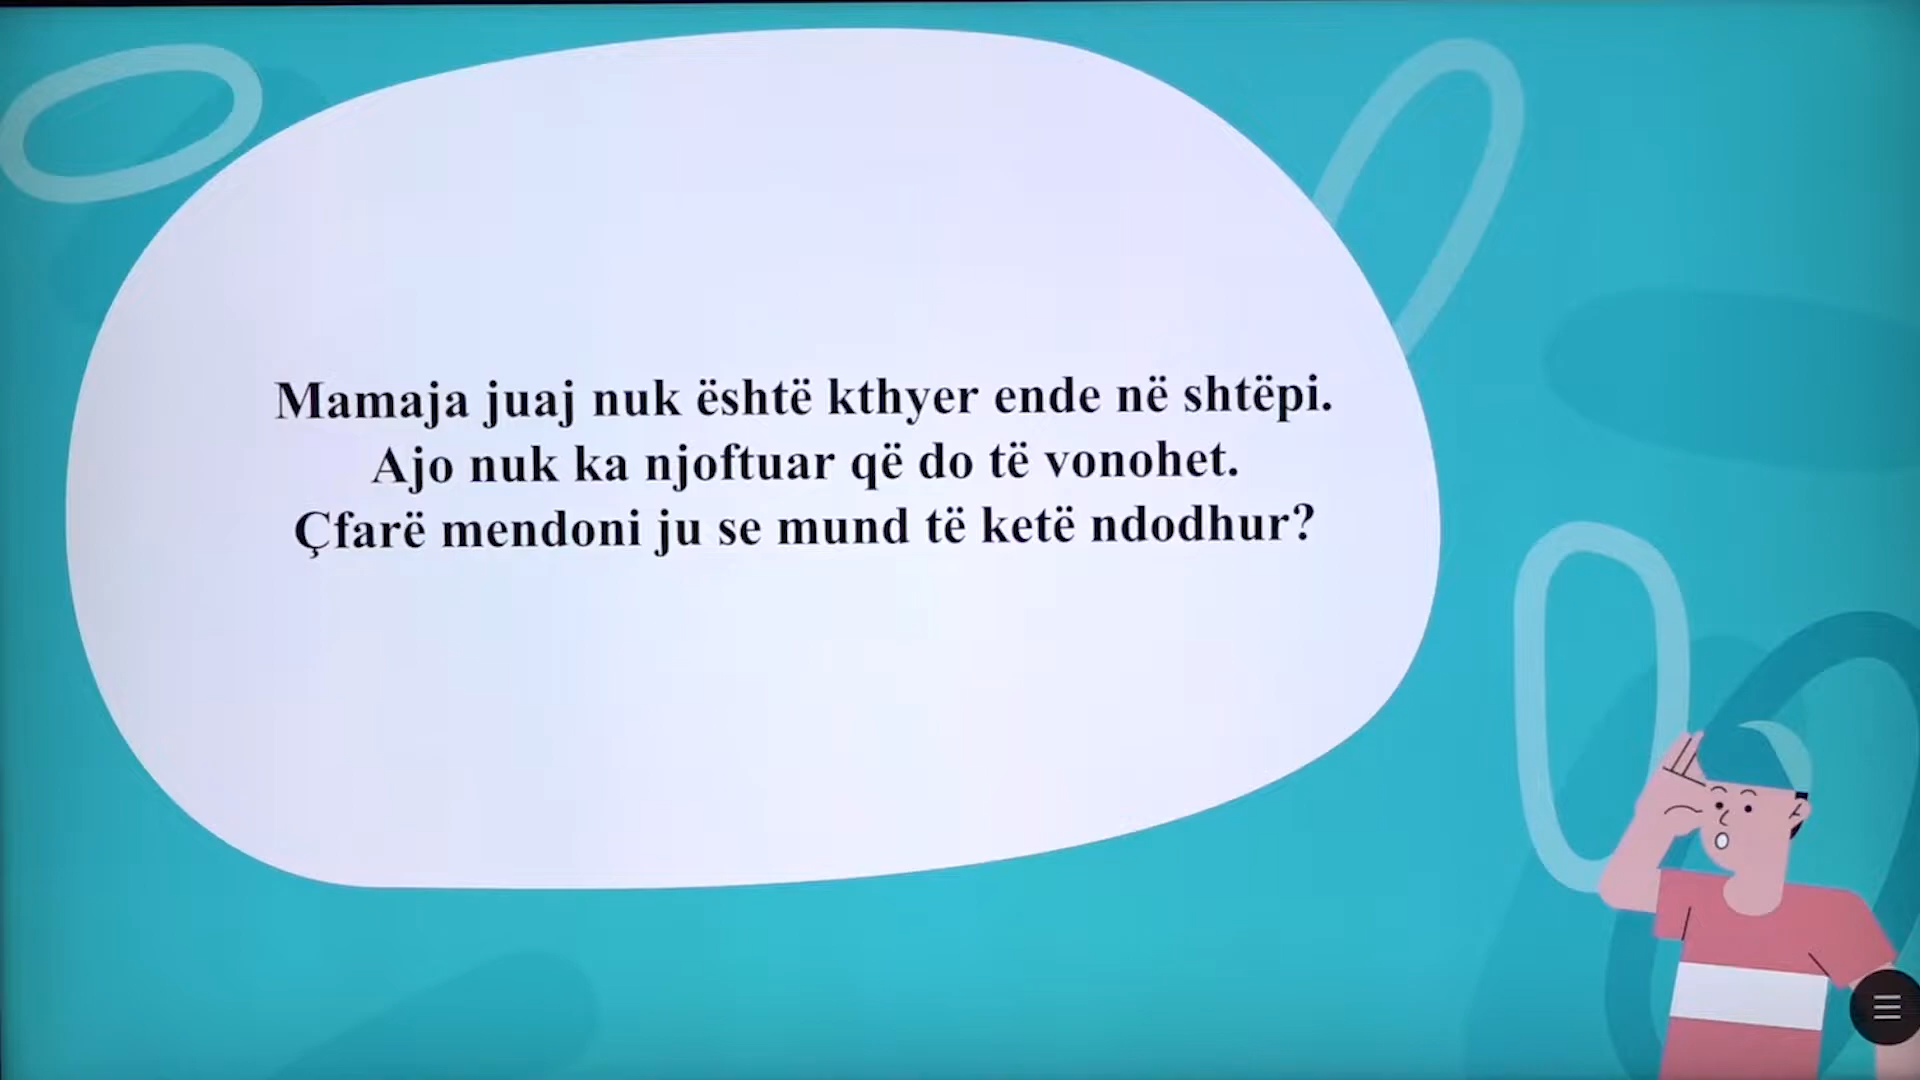 Mamaja juaj nuk është kthyer ende në shtëpi.
Ajo nuk ka njoftuar që do të vonohet.
Çfarë mendoni ju se mund të ketë ndodhur?